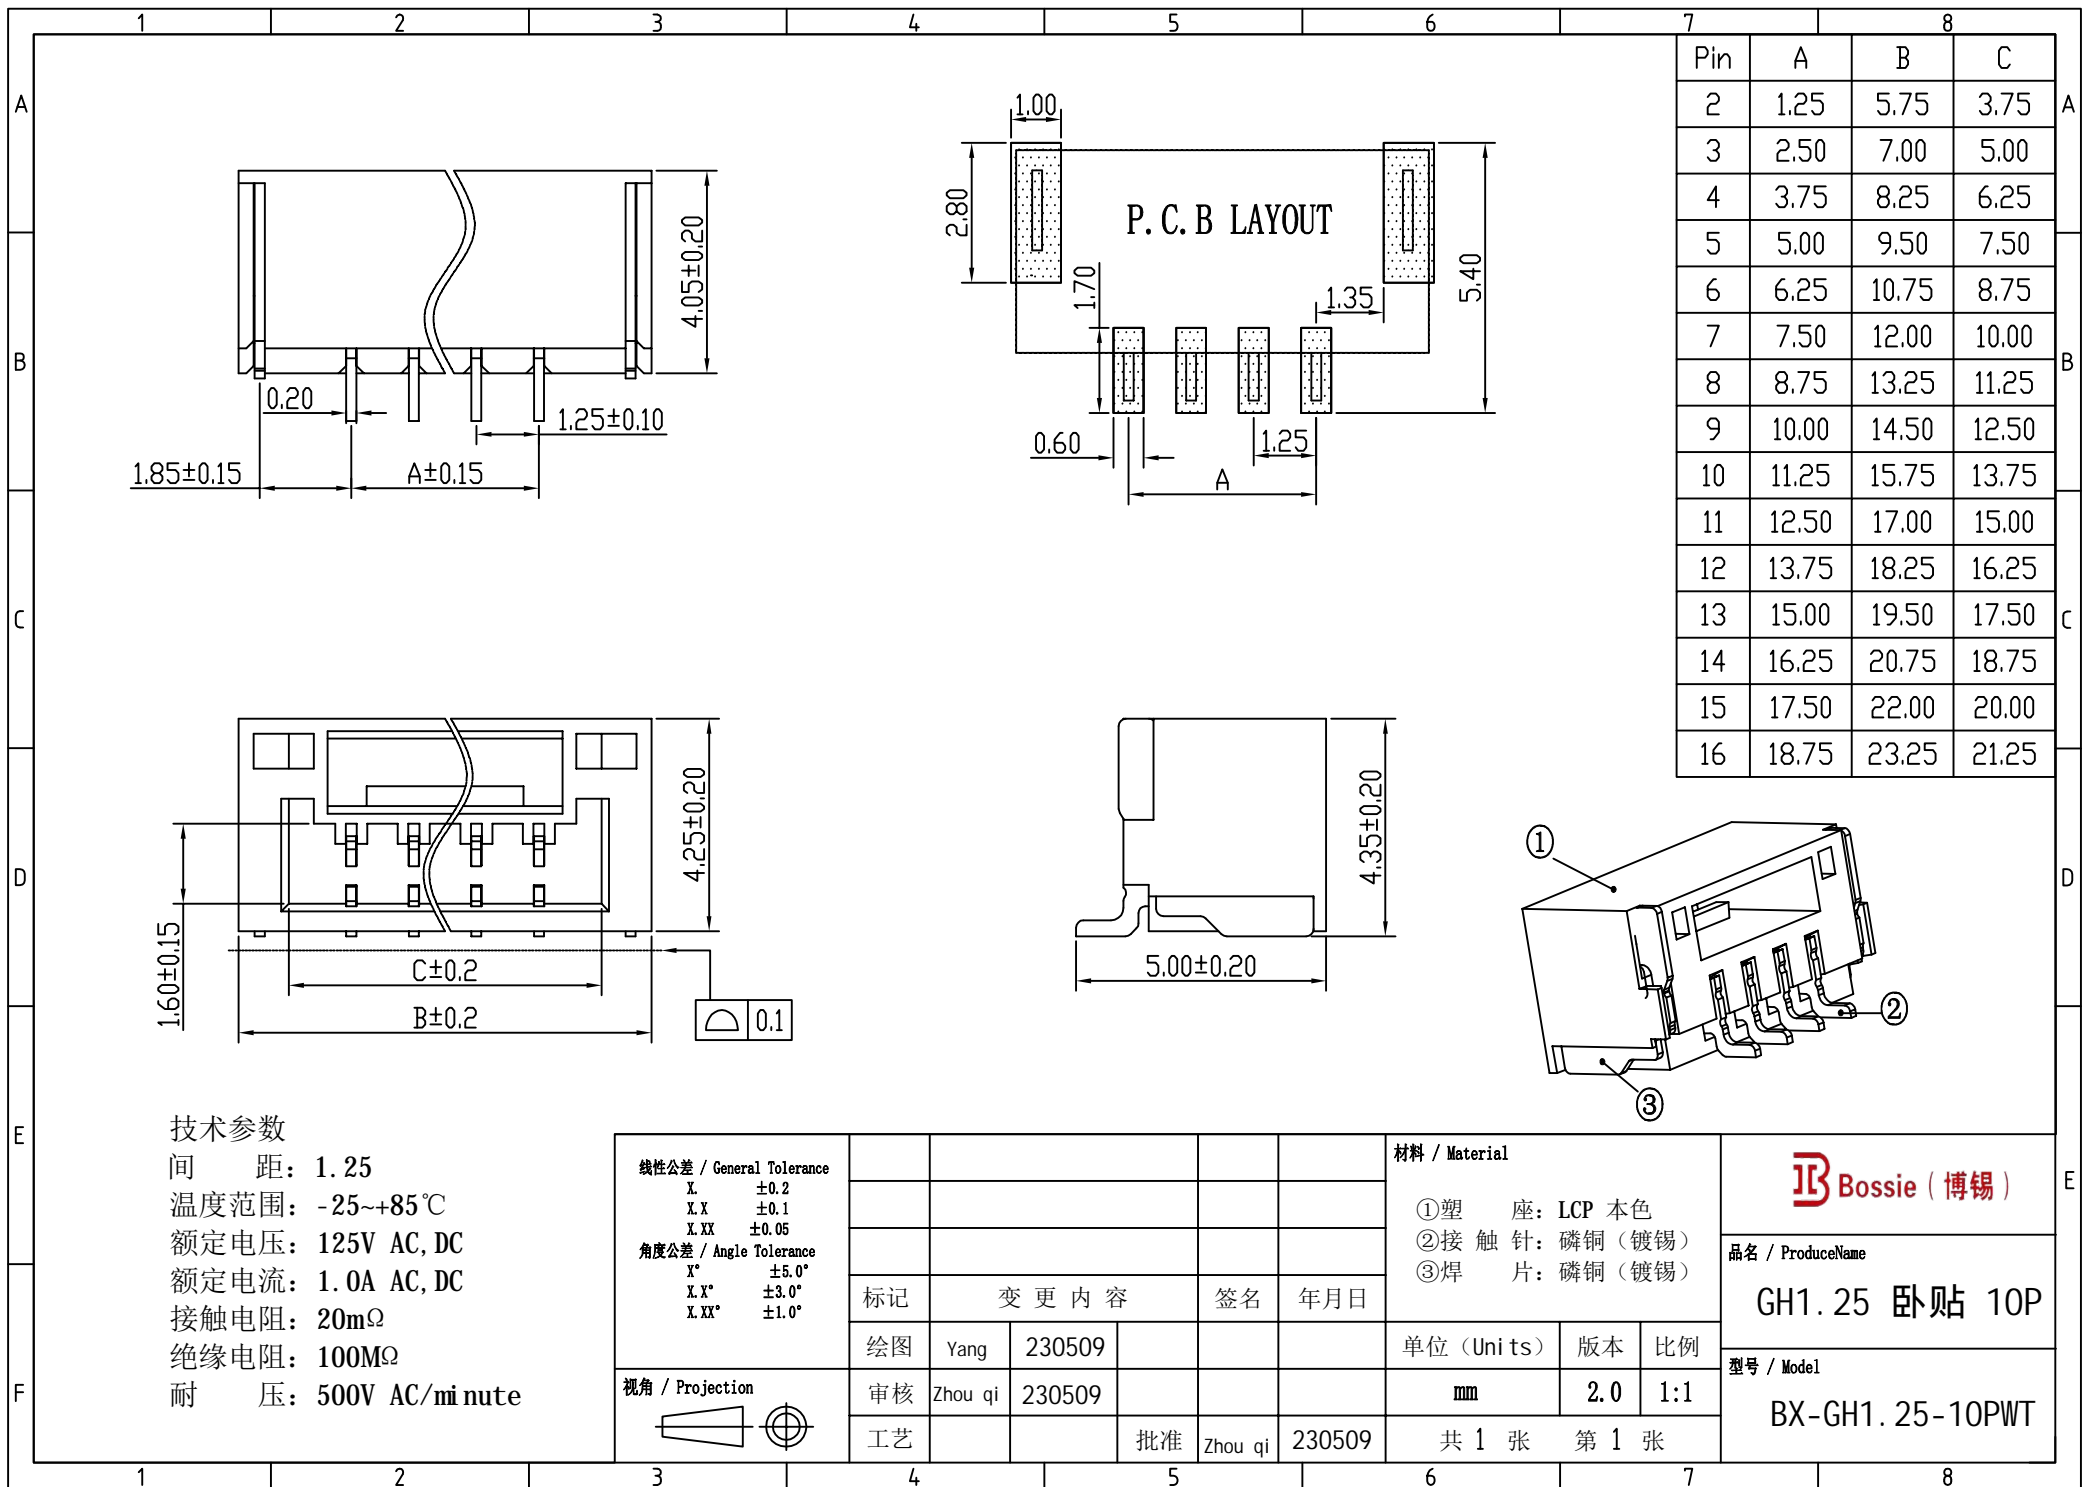 1 2 3 4 5 6 7 8
A
B
C
D
E
F
A
B
C
D
E
Pin A B C
2 1.25 5.75 3.75
3 2.50 7.00 5.00
4 3.75 8.25 6.25
5 5.00 9.50 7.50
6 6.25 10.75 8.75
7 7.50 12.00 10.00
8 8.75 13.25 11.25
9 10.00 14.50 12.50
10 11.25 15.75 13.75
11 12.50 17.00 15.00
12 13.75 18.25 16.25
13 15.00 19.50 17.50
14 16.25 20.75 18.75
15 17.50 22.00 20.00
16 18.75 23.25 21.25
4.05±0.20
0.20
1.25±0.10
1.85±0.15
A±0.15
1.00
2.80
P.C.B LAYOUT
1.70
1.35
5.40
0.60
1.25
A
4.25±0.20
1.60±0.15
C±0.2
B±0.2
0.1
4.35±0.20
5.00±0.20
①
②
③
技术参数
间 距: 1.25
温度范围: -25~+85℃
额定电压: 125V AC,DC
额定电流: 1.0A AC,DC
接触电阻: 20mΩ
绝缘电阻: 100MΩ
耐 压: 500V AC/minute
线性公差 / General Tolerance
X. ±0.2
X.X ±0.1
X.XX ±0.05
角度公差 / Angle Tolerance
X° ±5.0°
X.X° ±3.0°
X.XX° ±1.0°
视角 / Projection
标记 变更内容 签名 年月日
绘图 Yang 230509
审核 Zhou qi 230509
工艺 批准 Zhou qi 230509
材料 / Material
①塑 座: LCP 本色
②接 触 针: 磷铜（镀锡）
③焊 片: 磷铜（镀锡）
单位（Units） 版本 比例
mm 2.0 1:1
共 1 张 第 1 张
Bossie（博锡）
品名 / ProduceName
GH1.25 卧贴 10P
型号 / Model
BX-GH1.25-10PWT
1 2 3 4 5 6 7 8